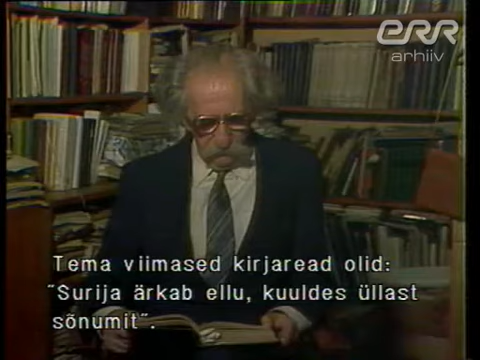 err
arhiiv
Tema viimased kirjaread olid:
"Surija ärkab ellu, kuuldes üllast
sõnumit".